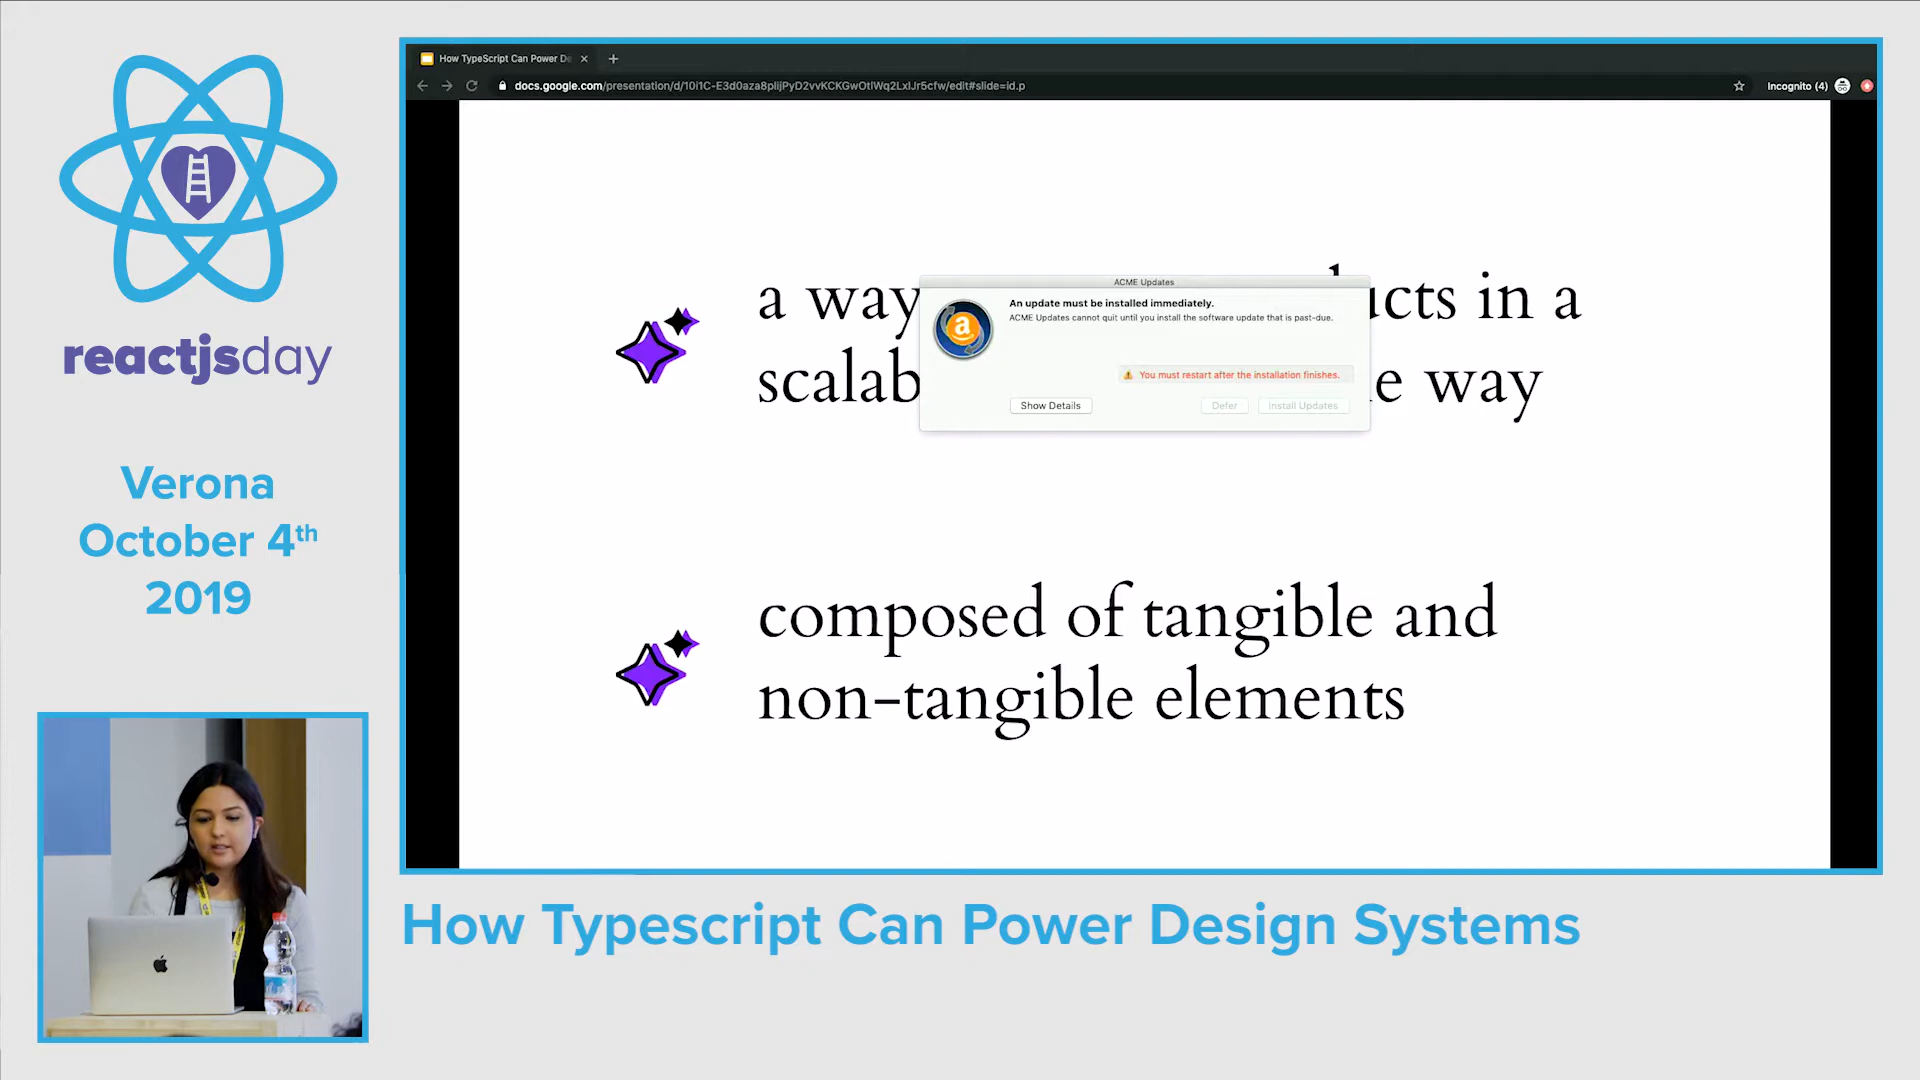 How TypeScript Can Power De
docs.google.com/presentation/d/10i1C-E3d0aza8plijPyD2vvKCKGwOtlWq2LxlJr5cfw/edit#slide=id.p
Incognito (4)
reactjsday
Verona
October 4th
2019
a way
ucts in a
scalab
e way
ACME Updates
An update must be installed immediately.
ACME Updates cannot quit until you install the software update that is past-due.
You must restart after the installation finishes.
Show Details
Defer
Install Updates
composed of tangible and
non-tangible elements
How Typescript Can Power Design Systems